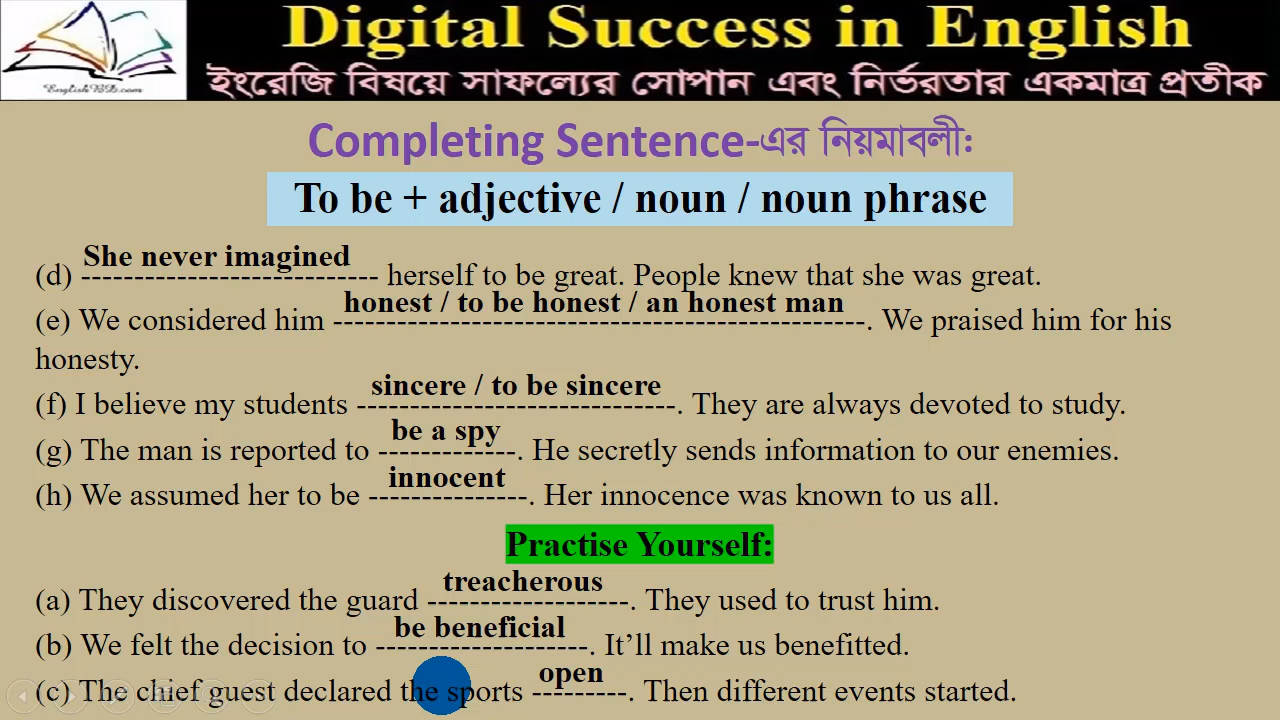 Digital Success in English
ইংরেজি বিষয়ে সাফল্যের সোপান এবং নির্ভরতার একমাত্র প্রতীক
EnglishBD.com
Completing Sentence-এর নিয়মাবলী:
To be + adjective / noun / noun phrase
(d) She never imagined herself to be great. People knew that she was great.
(e) We considered him honest / to be honest / an honest man. We praised him for his
honesty.
(f) I believe my students sincere / to be sincere. They are always devoted to study.
(g) The man is reported to be a spy. He secretly sends information to our enemies.
(h) We assumed her to be innocent. Her innocence was known to us all.
Practise Yourself:
(a) They discovered the guard treacherous. They used to trust him.
(b) We felt the decision to be beneficial. It’ll make us benefitted.
(c) The chief guest declared the sports open. Then different events started.